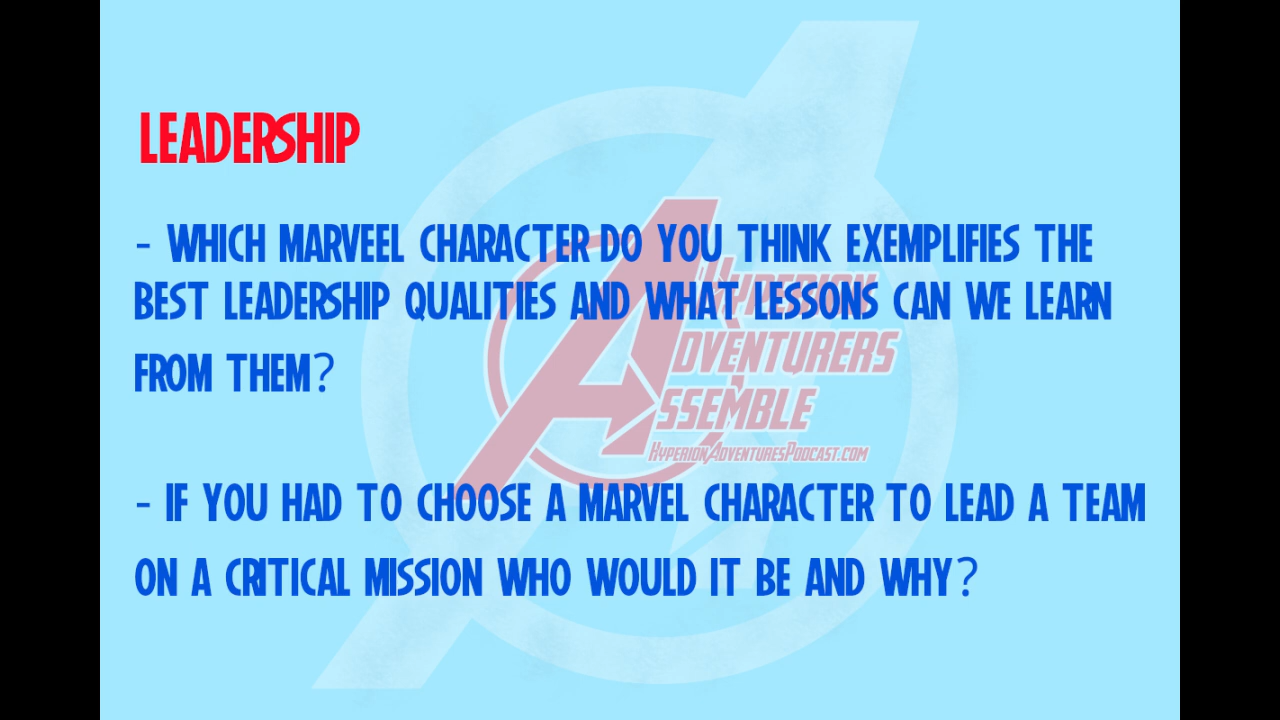 LEADERSHIP
- WHICH MARVEEL CHARACTER DO YOU THINK EXEMPLIFIES THE
BEST LEADERSHIP QUALITIES AND WHAT LESSONS CAN WE LEARN
FROM THEM?
HYPERION
ADVENTURERS
ASSEMBLE
HYPERIONADVENTURESPODCAST.COM
- IF YOU HAD TO CHOOSE A MARVEL CHARACTER TO LEAD A TEAM
ON A CRITICAL MISSION WHO WOULD IT BE AND WHY?